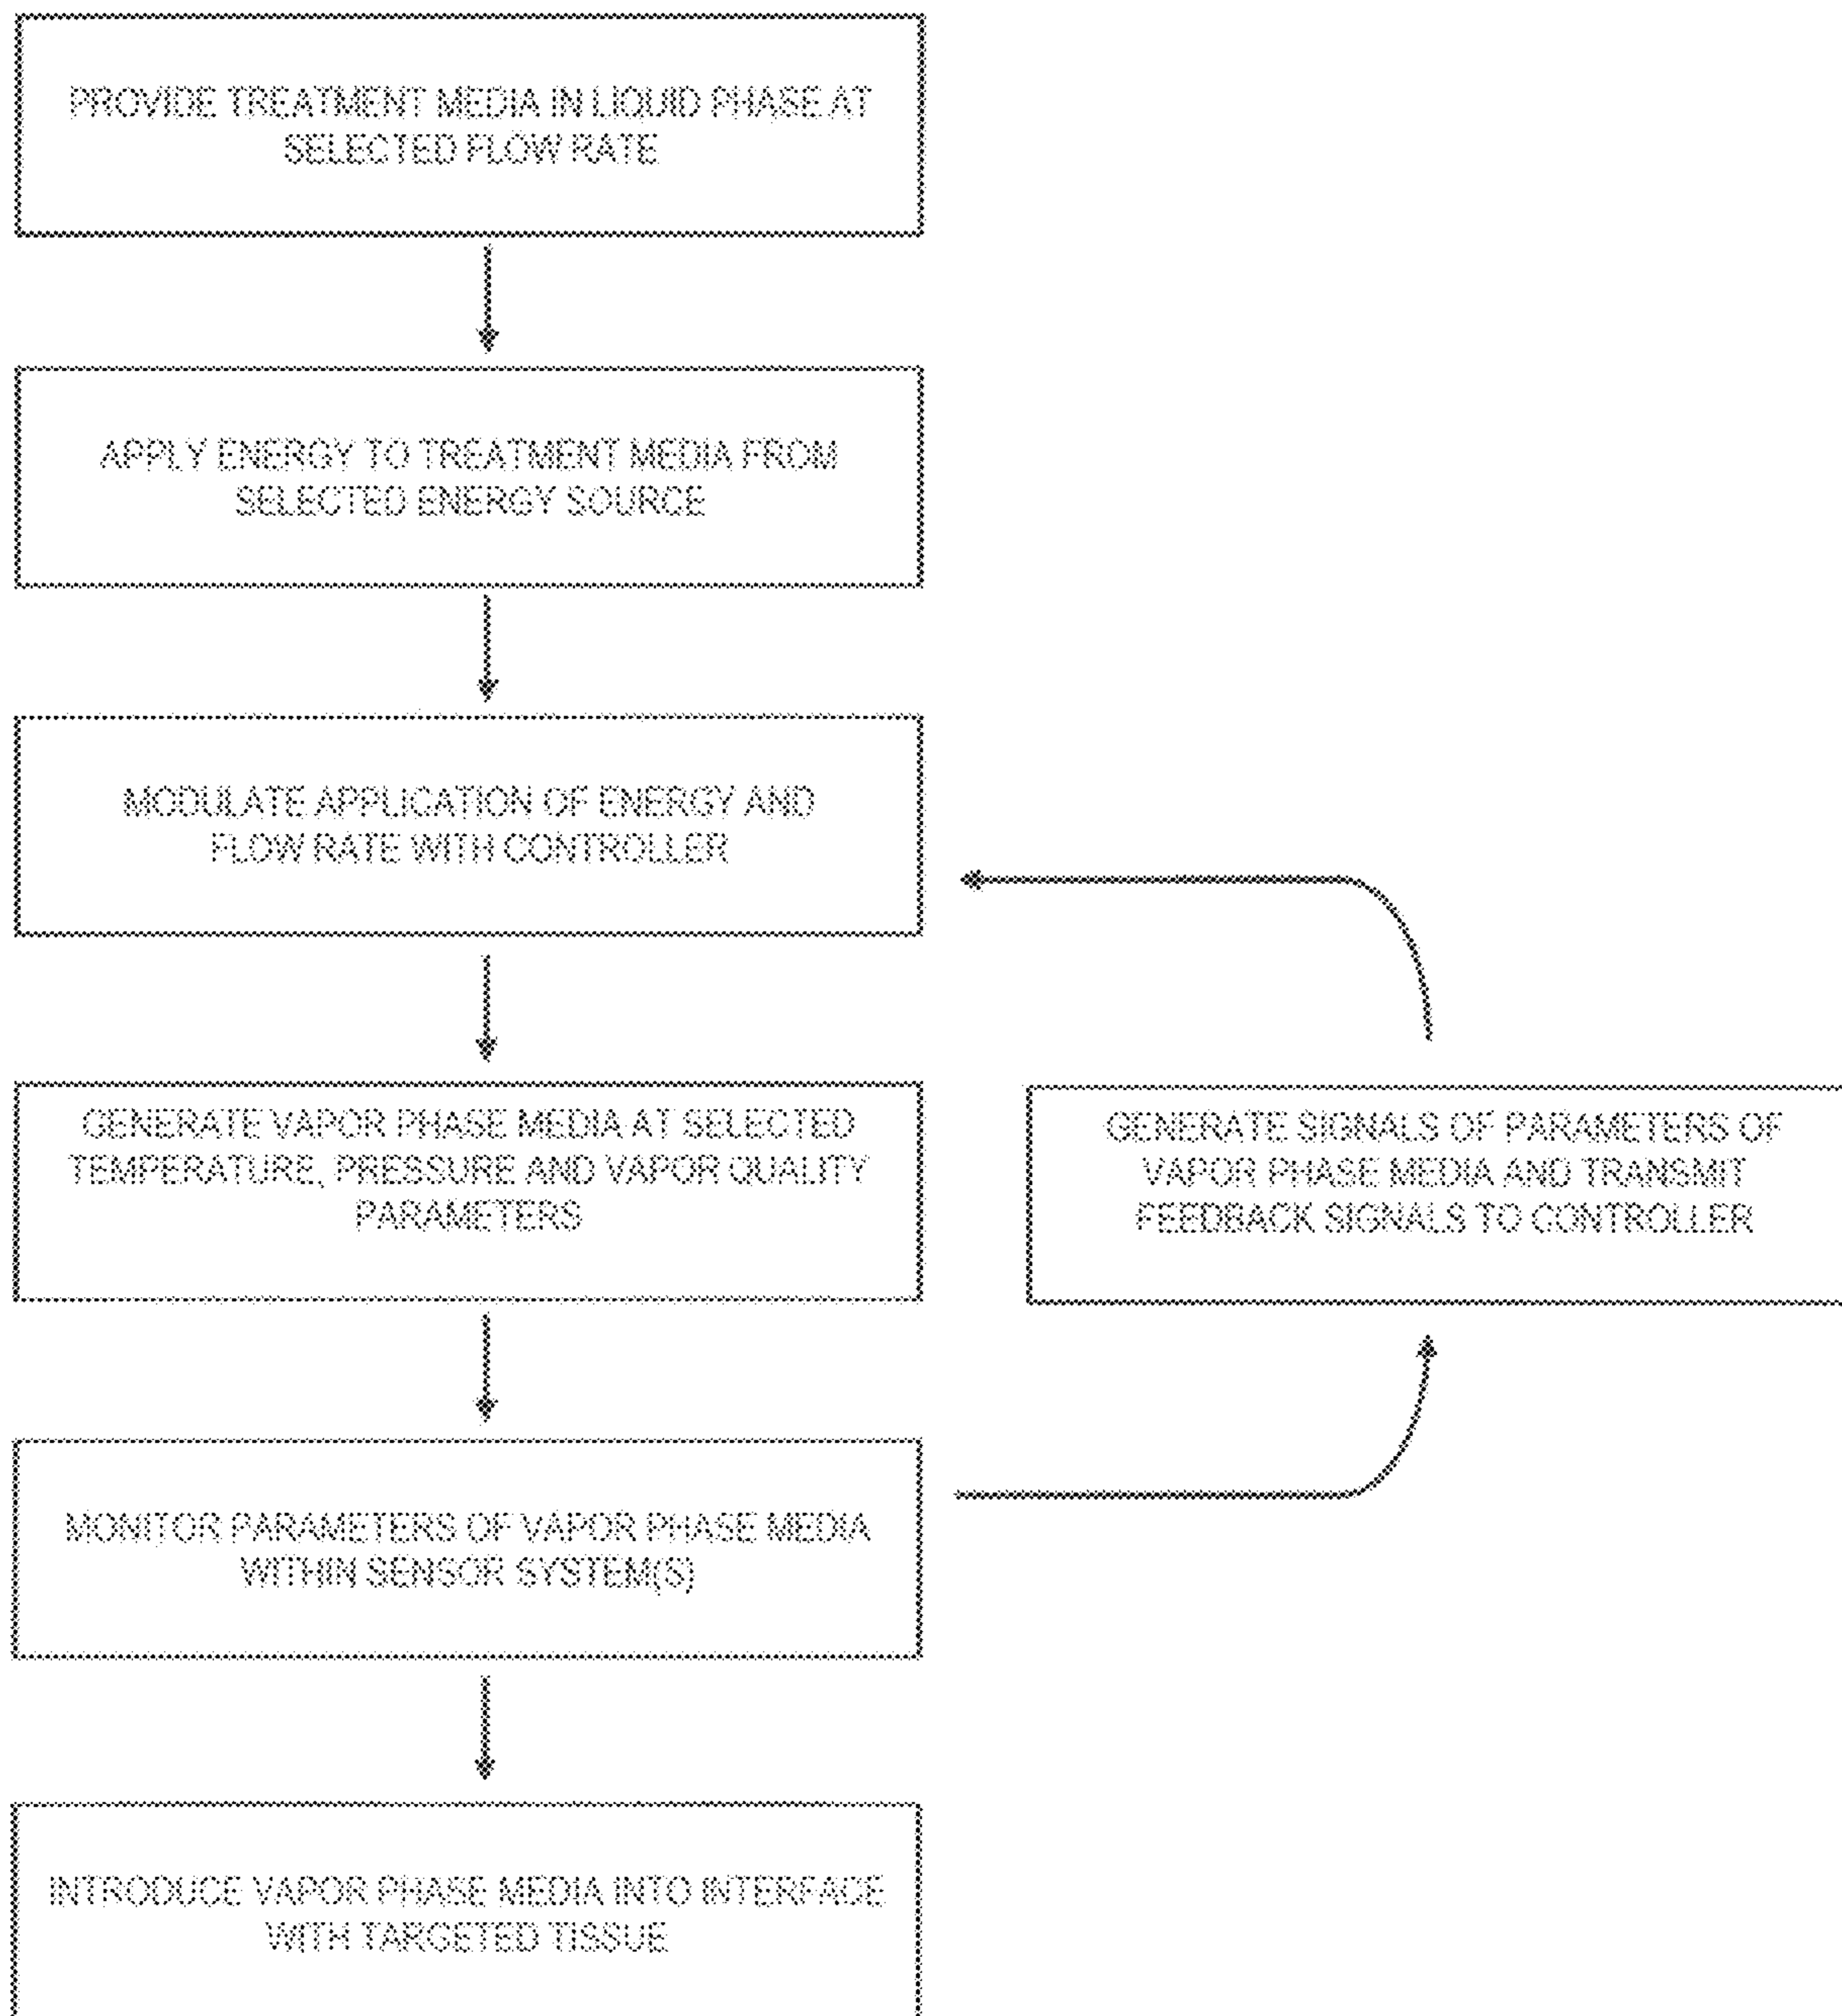 PROVIDE TREATMENT MEDIA IN LIQUID PHASE AT
SELECTED FLOW RATE
APPLY ENERGY TO TREATMENT MEDIA FROM
SELECTED ENERGY SOURCE
MODULATE APPLICATION OF ENERGY AND
FLOW RATE WITH CONTROLLER
GENERATE VAPOR PHASE MEDIA AT SELECTED
TEMPERATURE, PRESSURE AND VAPOR QUALITY
PARAMETERS
GENERATE SIGNALS OF PARAMETERS OF
VAPOR PHASE MEDIA AND TRANSMIT
FEEDBACK SIGNALS TO CONTROLLER
MONITOR PARAMETERS OF VAPOR PHASE MEDIA
WITHIN SENSOR SYSTEM(S)
INTRODUCE VAPOR PHASE MEDIA INTO INTERFACE
WITH TARGETED TISSUE